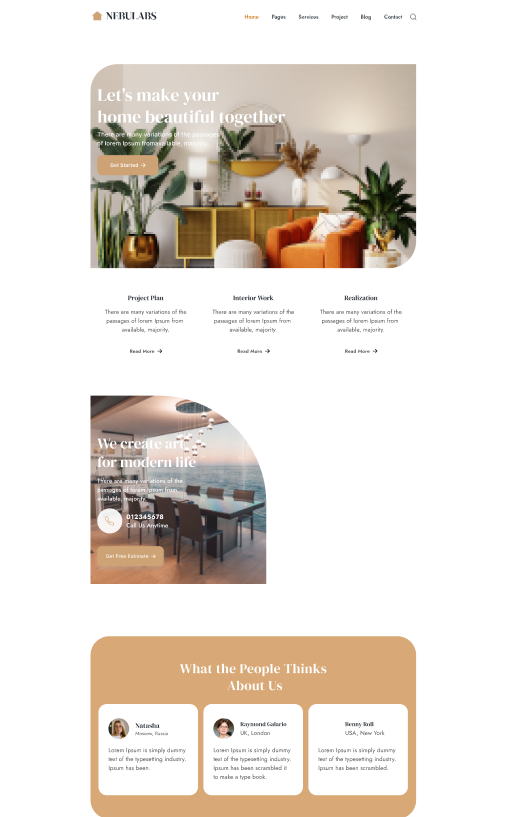 NEBULABS
Home Pages Services Project Blog Contact
Let's make your
home beautiful together
There are many variations of the passages
of lorem Ipsum fromavailable, majority.
Get Started
Project Plan
There are many variations of the
passages of lorem Ipsum from
available, majority.
Read More
Interior Work
There are many variations of the
passages of lorem Ipsum from
available, majority.
Read More
Realization
There are many variations of the
passages of lorem Ipsum from
available, majority.
Read More
We create art
for modern life
There are many variations of the
passages of lorem Ipsum from
available, majority.
012345678
Call Us Anytime
Get Free Estimate
What the People Thinks
About Us
Natasha
Moscow, Russia
Lorem Ipsum is simply dummy
text of the typesetting industry.
Ipsum has been.
Raymond Galario
UK, London
Lorem Ipsum is simply dummy
text of the typesetting industry.
Ipsum has been scrambled it
to make a type book.
Benny Roll
USA, New York
Lorem Ipsum is simply dummy
text of the typesetting industry.
Ipsum has been scrambled.